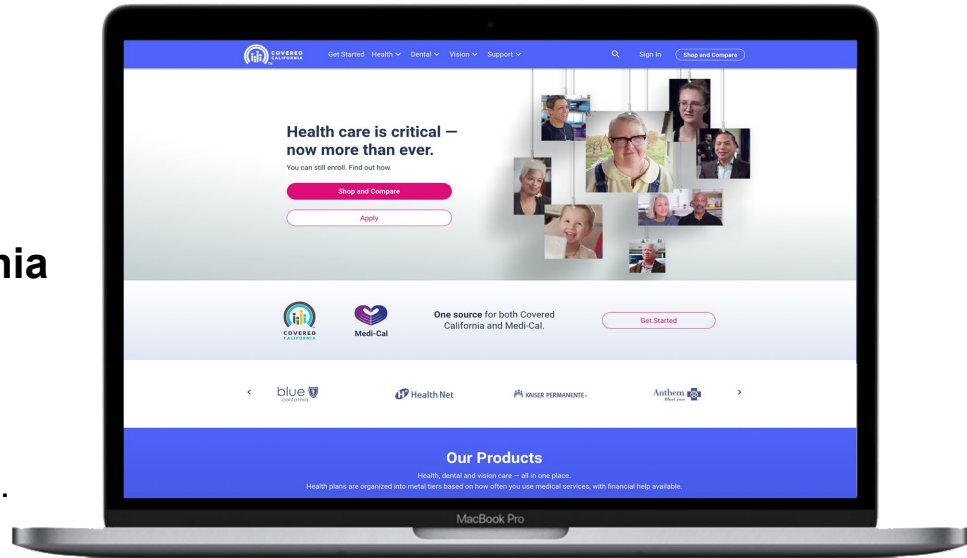 COVERED
CALIFORNIA
Get Started Health Dental Vision Support Sign In Shop and Compare
Health care is critical —
now more than ever.
You can still enroll. Find out how.
Shop and Compare
Apply
nia
COVERED
CALIFORNIA
Medi-Cal
One source for both Covered
California and Medi-Cal.
Get Started
blue
california
Health Net
KAISER PERMANENTE®
Anthem
BlueCross
Our Products
Health, dental and vision care — all in one place.
Health plans are organized into metal tiers based on how often you use medical services, with financial help available.
.
MacBook Pro